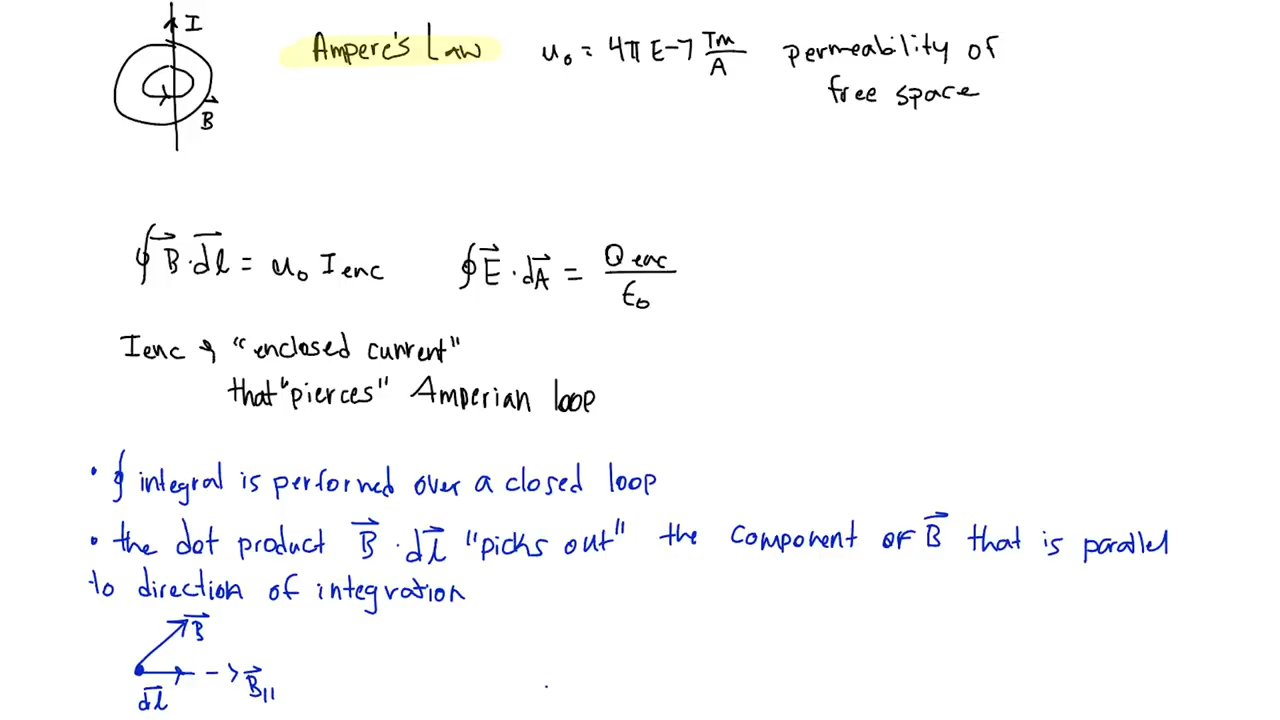 I
Ampere's Law u₀ = 4π E-7 Tm/A permeability of
free space
B
∮B⃗·d⃗l = u₀ Ienc ∮E⃗·dA⃗ = Qenc/ε₀
Ienc "enclosed current"
that "pierces" Amperian loop
• ∮ integral is performed over a closed loop
• the dot product B⃗ · dl⃗ "picks out" the component of B⃗ that is parallel
to direction of integration
B⃗
d⃗l -> B⃗||